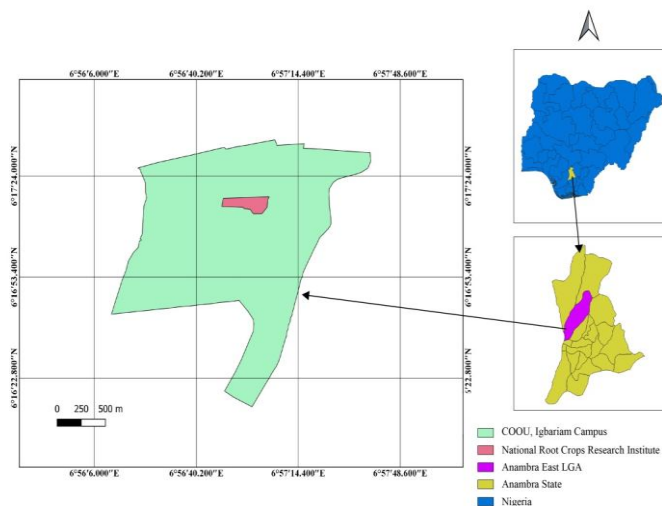 6°56'6.000"E 6°56'40.200"E 6°57'14.400"E 6°57'48.600"E
6°17'24.000"N
6°16'53.400"N
6°16'22.800"N
6°17'24.000"N
6°16'53.400"N
5'22.800"N
0 250 500 m
6°56'6.000"E 6°56'40.200"E 6°57'14.400"E 6°57'48.600"E
COOU, Igbariam Campus
National Root Crops Research Institute
Anambra East LGA
Anambra State
Nigeria